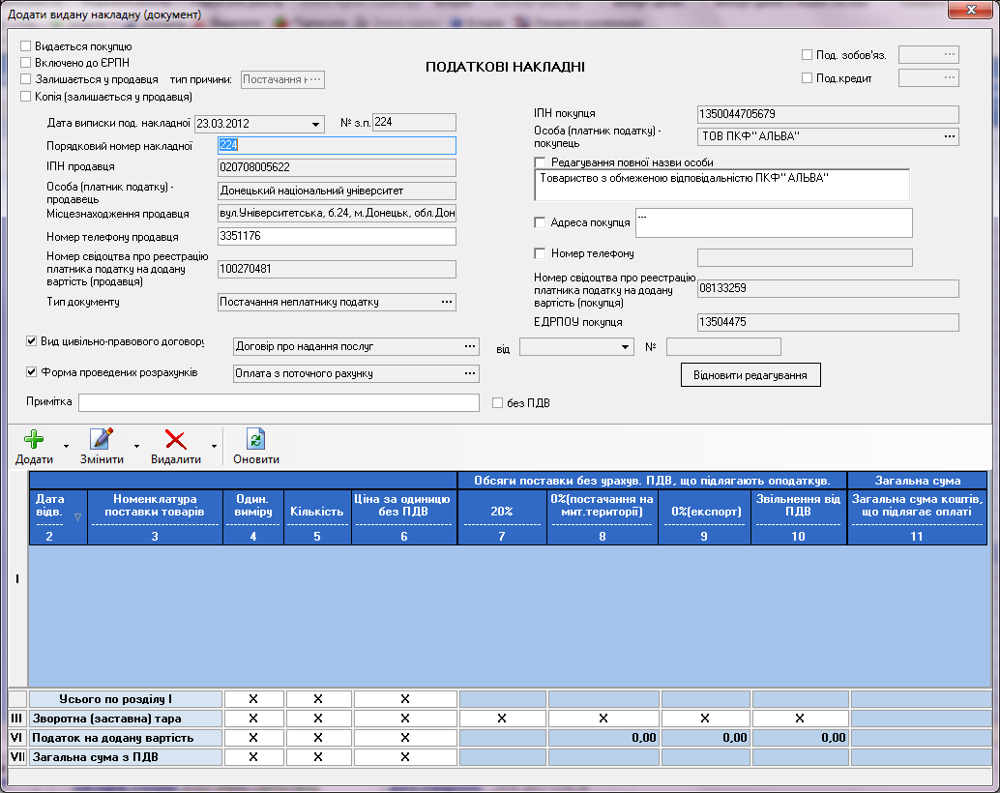 Додати видану накладну (документ)
Видається покупцю
Включено до ЄРПН
Залишається у продавця тип причини: Постачання н ...
Копія (залишається у продавця)
ПОДАТКОВІ НАКЛАДНІ
Под. зобов'яз. ...
Под.кредит ...
Дата виписки под. накладної 23.03.2012 № з.п. 224
Порядковий номер накладної 224
ІПН продавця 020708005622
Особа (платник податку) -
продавець Донецький національний університет
Місцезнаходження продавця вул.Університетська, б.24, м.Донецьк, обл.Дон
Номер телефону продавця 3351176
Номер свідоцтва про реєстрацію
платника податку на додану
вартість (продавця) 100270481
Тип документу Постачання неплатнику податку ...
ІПН покупця 1350044705679
Особа (платник податку) -
покупець ТОВ ПКФ"АЛЬВА" ...
Редагування повної назви особи
Товариство з обмеженою відповідальністю ПКФ"АЛЬВА"
Адреса покупця ---
Номер телефону
Номер свідоцтва про реєстрацію
платника податку на додану
вартість (покупця) 08133259
ЕДРПОУ покупця 13504475
Вид цивільно-правового договору Договір про надання послуг ... від №
Форма проведених розрахунків Оплата з поточного рахунку ... Відновити редагування
Примітка без ПДВ
Додати Змінити Видалити Оновити
Обсяги поставки без урахув. ПДВ, що підлягають оподаткув. Загальна сума
Дата
відв.
2
Номенклатура
поставки товарів
3
Один.
виміру
4
Кількість
5
Ціна за одиницю
без ПДВ
6
20%
7
0%(постачання на
мит.території)
8
0%(експорт)
9
Звільнення від
ПДВ
10
Загальна сума коштів,
що підлягає оплаті
11
I
Усього по розділу I X X X
III Зворотна (заставна) тара X X X X X X X
VI Податок на додану вартість X X X 0,00 0,00 0,00
VII Загальна сума з ПДВ X X X